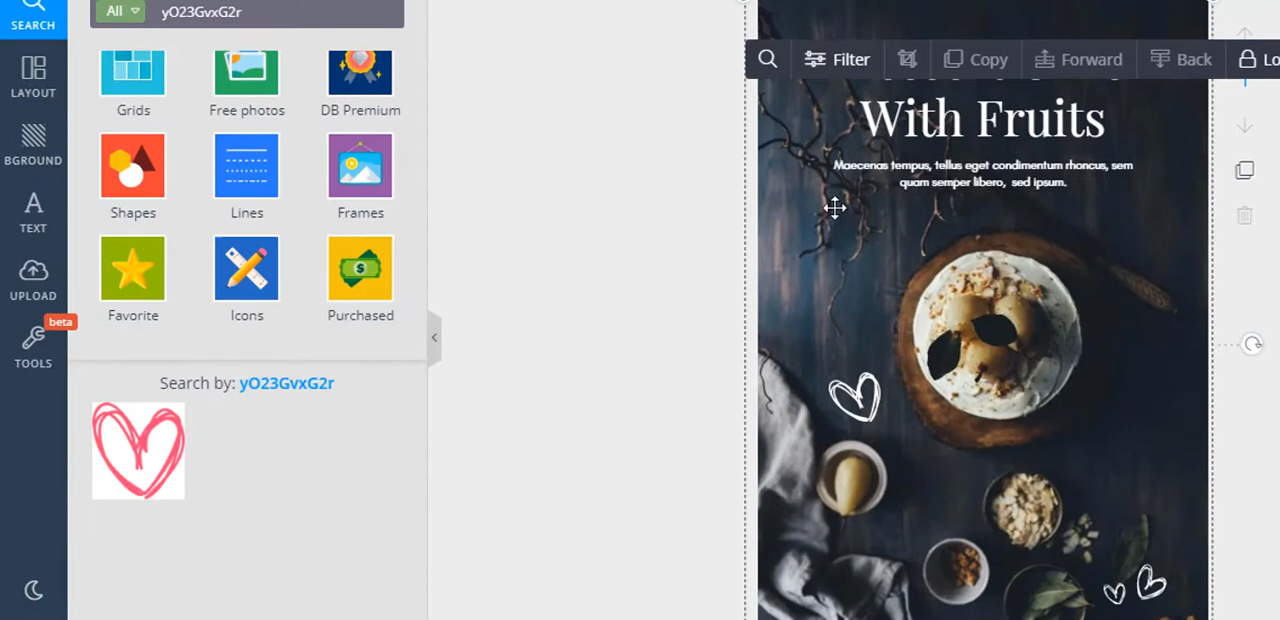 SEARCH
LAYOUT
BGROUND
TEXT
UPLOAD
beta
TOOLS
All yO23GvxG2r
Grids Free photos DB Premium
Shapes Lines Frames
Favorite Icons Purchased
Search by: yO23GvxG2r
Filter Copy Forward Back Lo
With Fruits
Maecenas tempus, tellus eget condimentum rhoncus, sem
quam semper libero, sed ipsum.